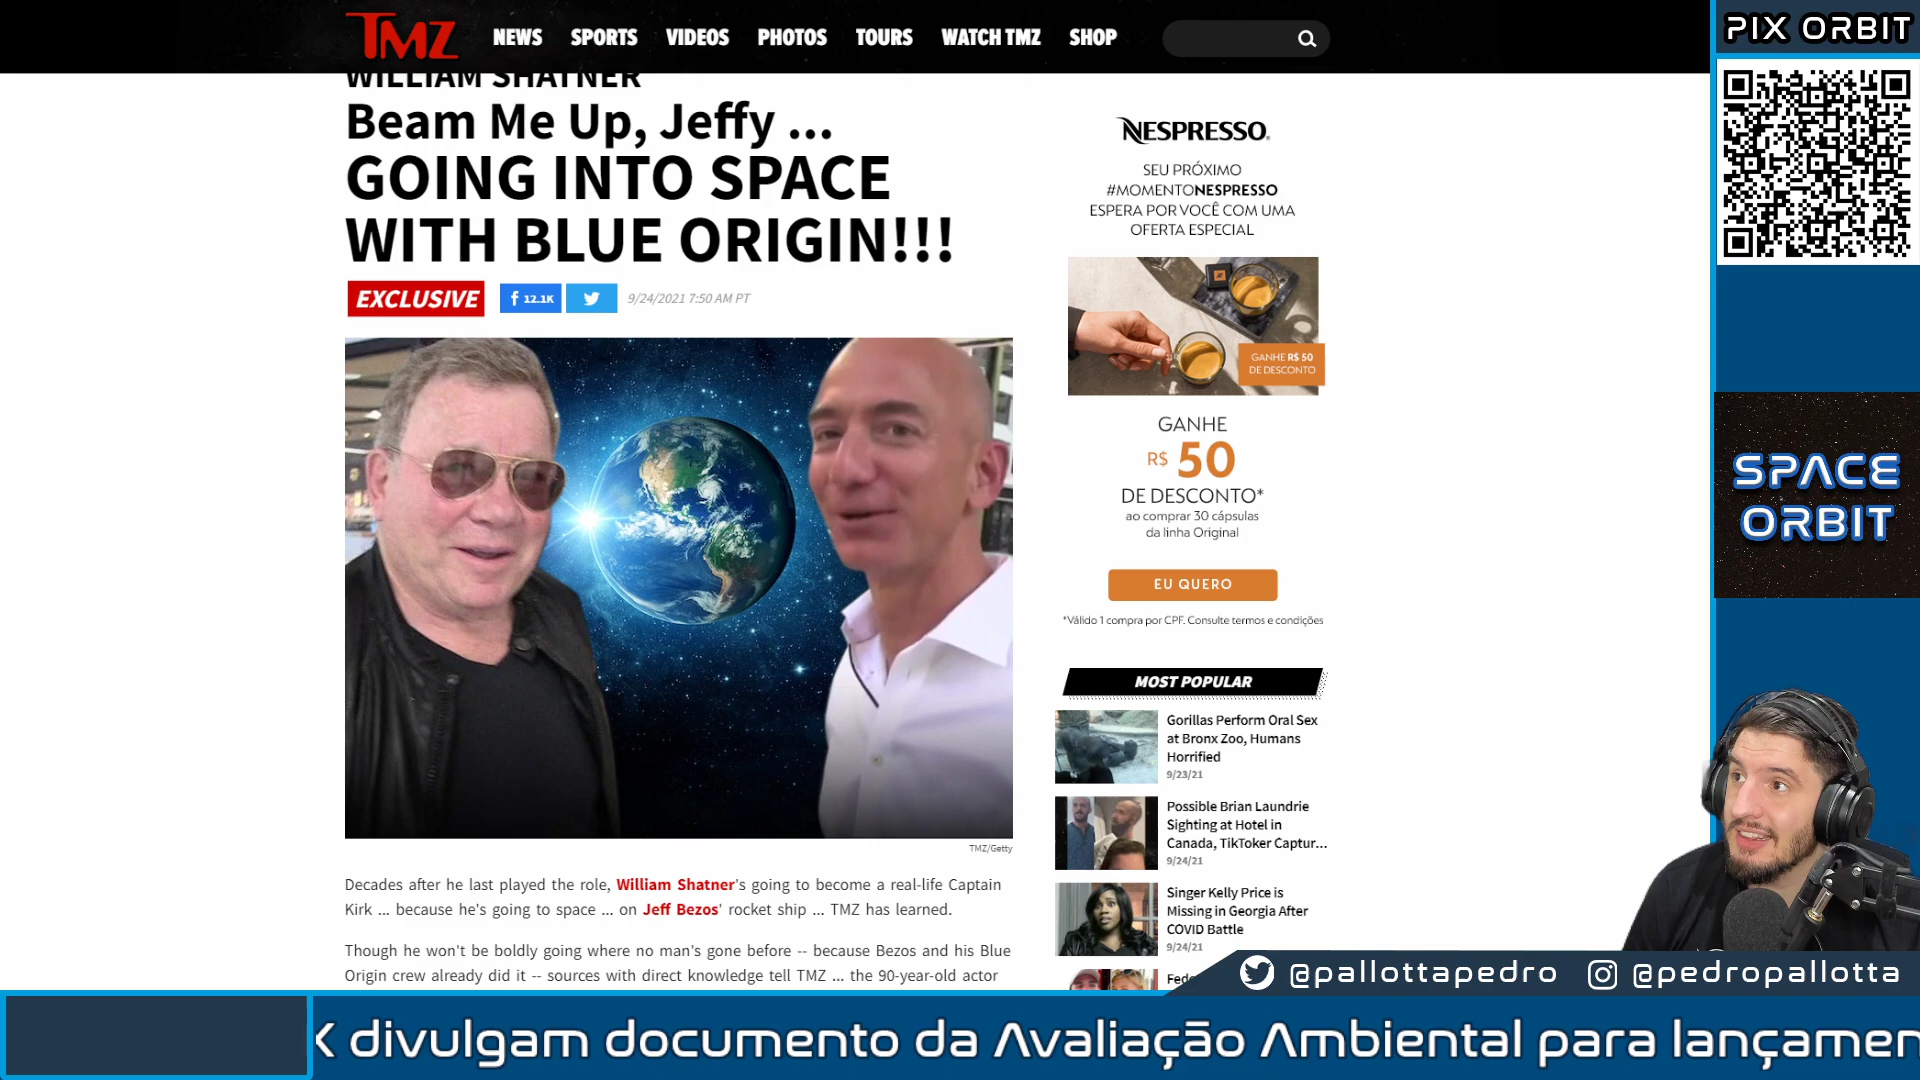 TMZ
NEWS SPORTS VIDEOS PHOTOS TOURS WATCH TMZ SHOP
WILLIAM SHATNER
Beam Me Up, Jeffy ...
GOING INTO SPACE
WITH BLUE ORIGIN!!!
EXCLUSIVE
f 12.1K
9/24/2021 7:50 AM PT
TMZ/Getty
Decades after he last played the role, William Shatner's going to become a real-life Captain
Kirk ... because he's going to space ... on Jeff Bezos' rocket ship ... TMZ has learned.
Though he won't be boldly going where no man's gone before -- because Bezos and his Blue
Origin crew already did it -- sources with direct knowledge tell TMZ ... the 90-year-old actor
NESPRESSO.
SEU PRÓXIMO
#MOMENTONESPRESSO
ESPERA POR VOCÊ COM UMA
OFERTA ESPECIAL
GANHE R$ 50
DE DESCONTO
GANHE
R$ 50
DE DESCONTO*
ao comprar 30 cápsulas
da linha Original
EU QUERO
*Válido 1 compra por CPF. Consulte termos e condições
MOST POPULAR
Gorillas Perform Oral Sex
at Bronx Zoo, Humans
Horrified
9/23/21
Possible Brian Laundrie
Sighting at Hotel in
Canada, TikToker Captur...
9/24/21
Singer Kelly Price is
Missing in Georgia After
COVID Battle
9/24/21
PIX ORBIT
SPACE
ORBIT
@pallottapedro @pedropallotta
X divulgam documento da Avaliação Ambiental para lançamen